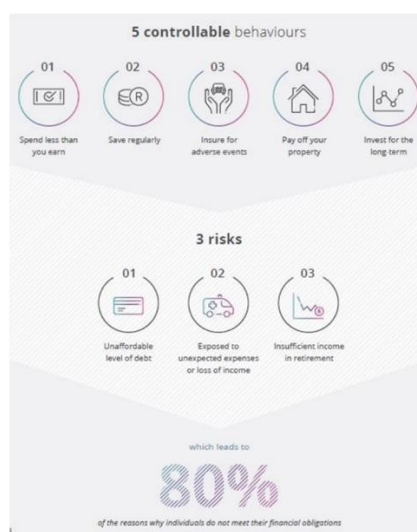 5 controllable behaviours
01 02 03 04 05
R
Spend less than
you earn
Save regularly
Insure for
adverse events
Pay off your
property
Invest for the
long-term
3 risks
01 02 03
Unaffordable
level of debt
Exposed to
unexpected expenses
or loss of income
Insufficient income
in retirement
which leads to
80%
of the reasons why individuals do not meet their financial obligations